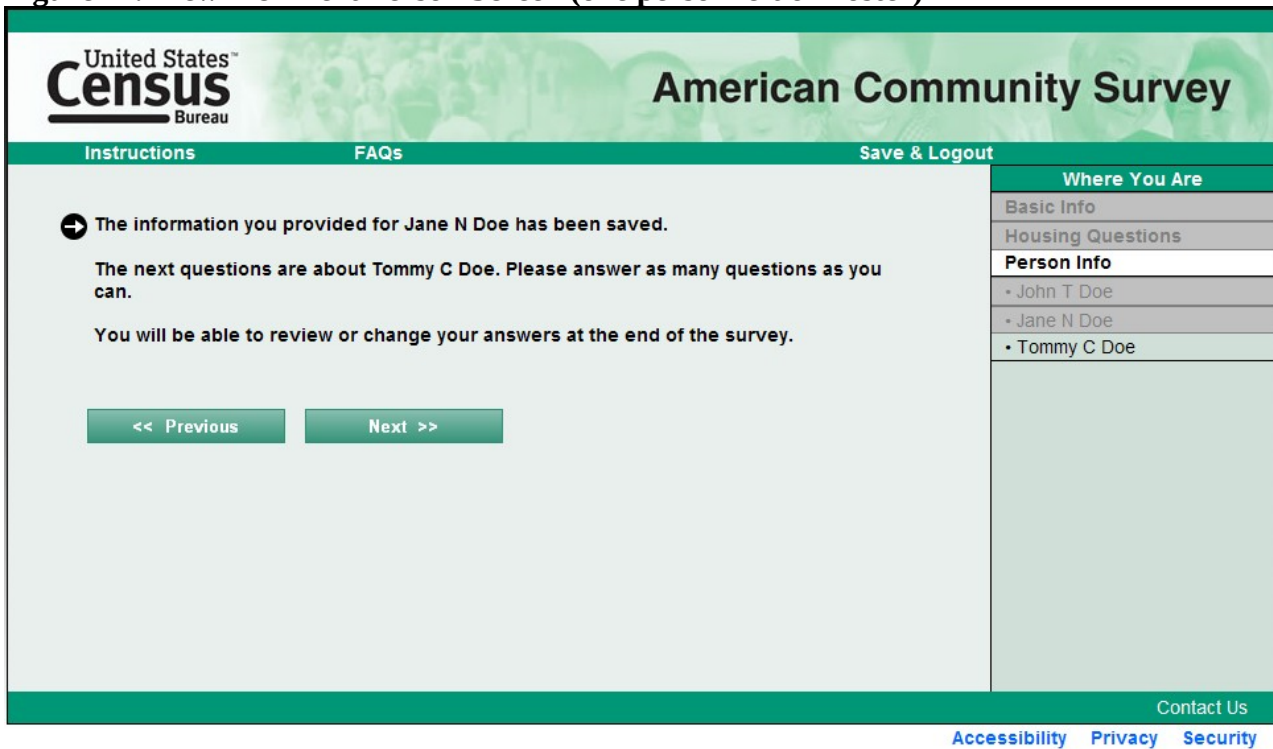 United States™
Census
Bureau
American Community Survey
Instructions FAQs Save & Logout
Where You Are
Basic Info
Housing Questions
Person Info
• John T Doe
• Jane N Doe
• Tommy C Doe
The information you provided for Jane N Doe has been saved.
The next questions are about Tommy C Doe. Please answer as many questions as you
can.
You will be able to review or change your answers at the end of the survey.
<< Previous Next >>
Contact Us
Accessibility Privacy Security